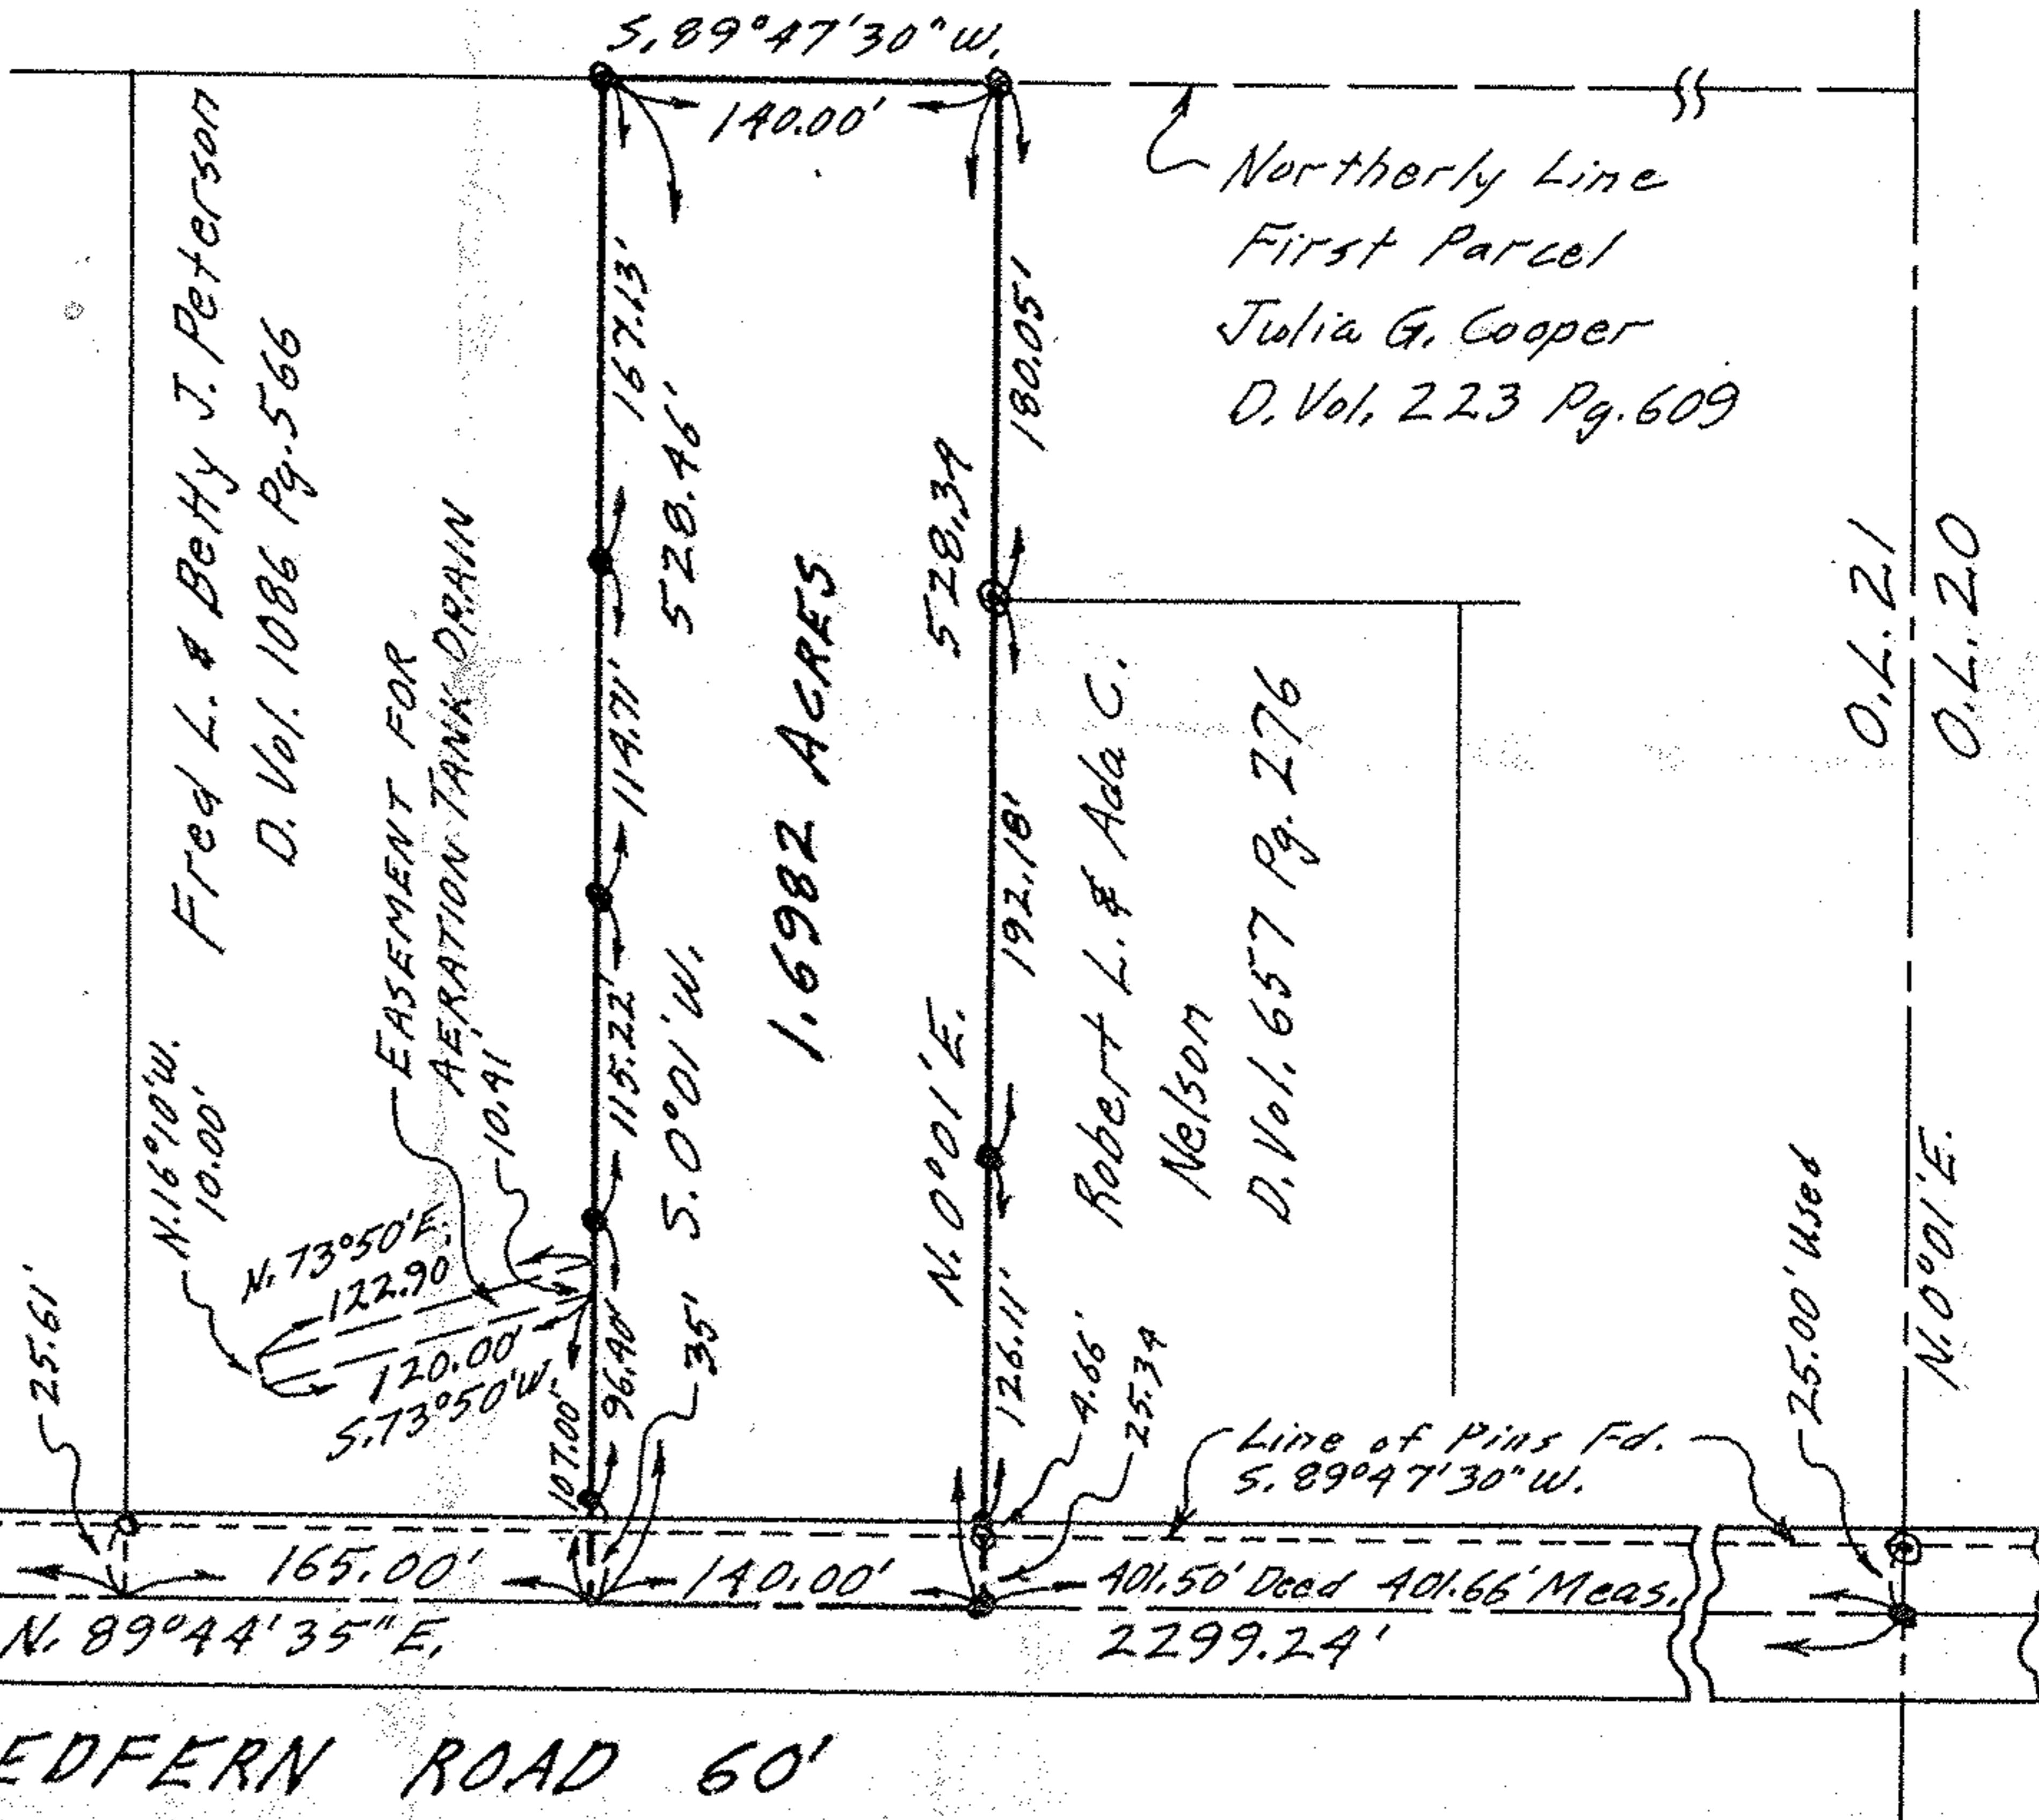 S. 89°47'30" W.
140.00'
Northerly Line
First Parcel
Julia G. Cooper
D. Vol. 223 Pg. 609
Fred L. & Betty J. Peterson
D. Vol. 1086 Pg. 566
EASEMENT FOR
AERATION TANK DRAIN
10.41'
167.13'
528.46'
114.71'
115.22'
S. 0°01' W.
96.40'
35'
107.00'
1.6982 ACRES
528.34
180.05'
192.18'
N. 0°01' E.
126.11'
4.66'
25.34
Robert L. & Ada C.
Nelson
D. Vol. 657 Pg. 276
O.L. 21
O.L. 20
N. 0°01' E.
25.00' Used
N. 16°10' W.
10.00'
N. 73°50' E.
122.90'
120.00'
S. 73°50' W.
25.61'
Line of Pins Fd.
S. 89°47'30" W.
165.00'
140.00'
401.50' Deed 401.66' Meas.
N. 89°44'35" E.
2299.24'
EDFERN ROAD 60'